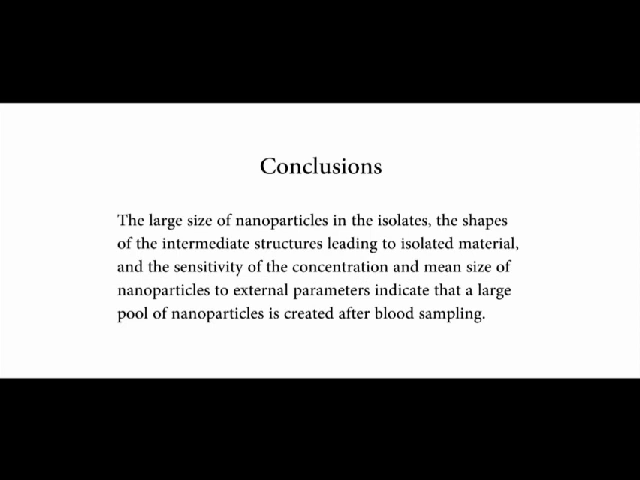 Conclusions
The large size of nanoparticles in the isolates, the shapes
of the intermediate structures leading to isolated material,
and the sensitivity of the concentration and mean size of
nanoparticles to external parameters indicate that a large
pool of nanoparticles is created after blood sampling.